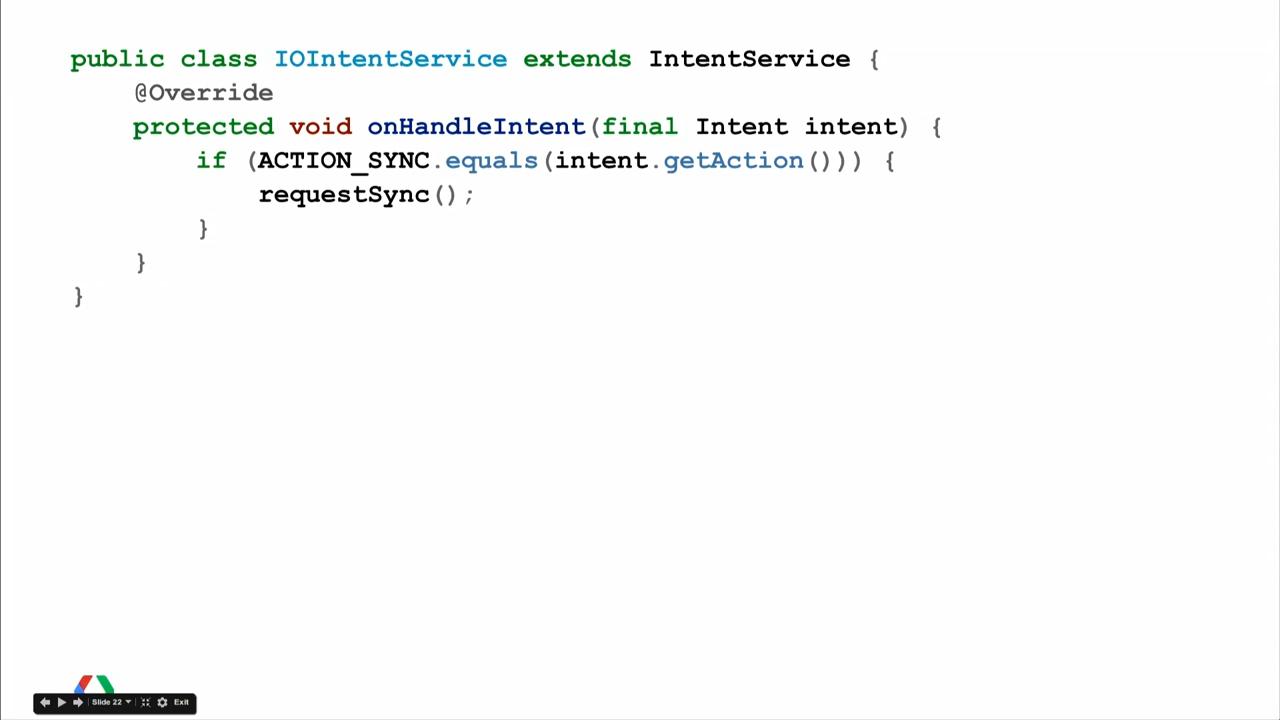 public class IOIntentService extends IntentService {
    @Override
    protected void onHandleIntent(final Intent intent) {
        if (ACTION_SYNC.equals(intent.getAction())) {
            requestSync();
        }
    }
}
Slide 22 Exit